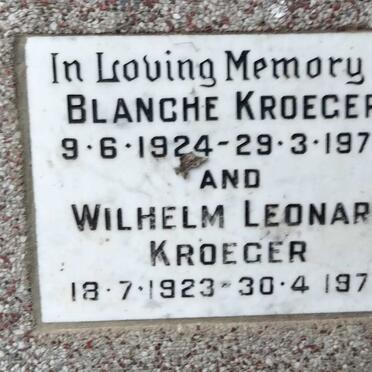 In Loving Memory
BLANCHE KROEGER
9·6·1924-29·3·197
AND
WILHELM LEONAR
KROEGER
18·7·1923-30·4 197